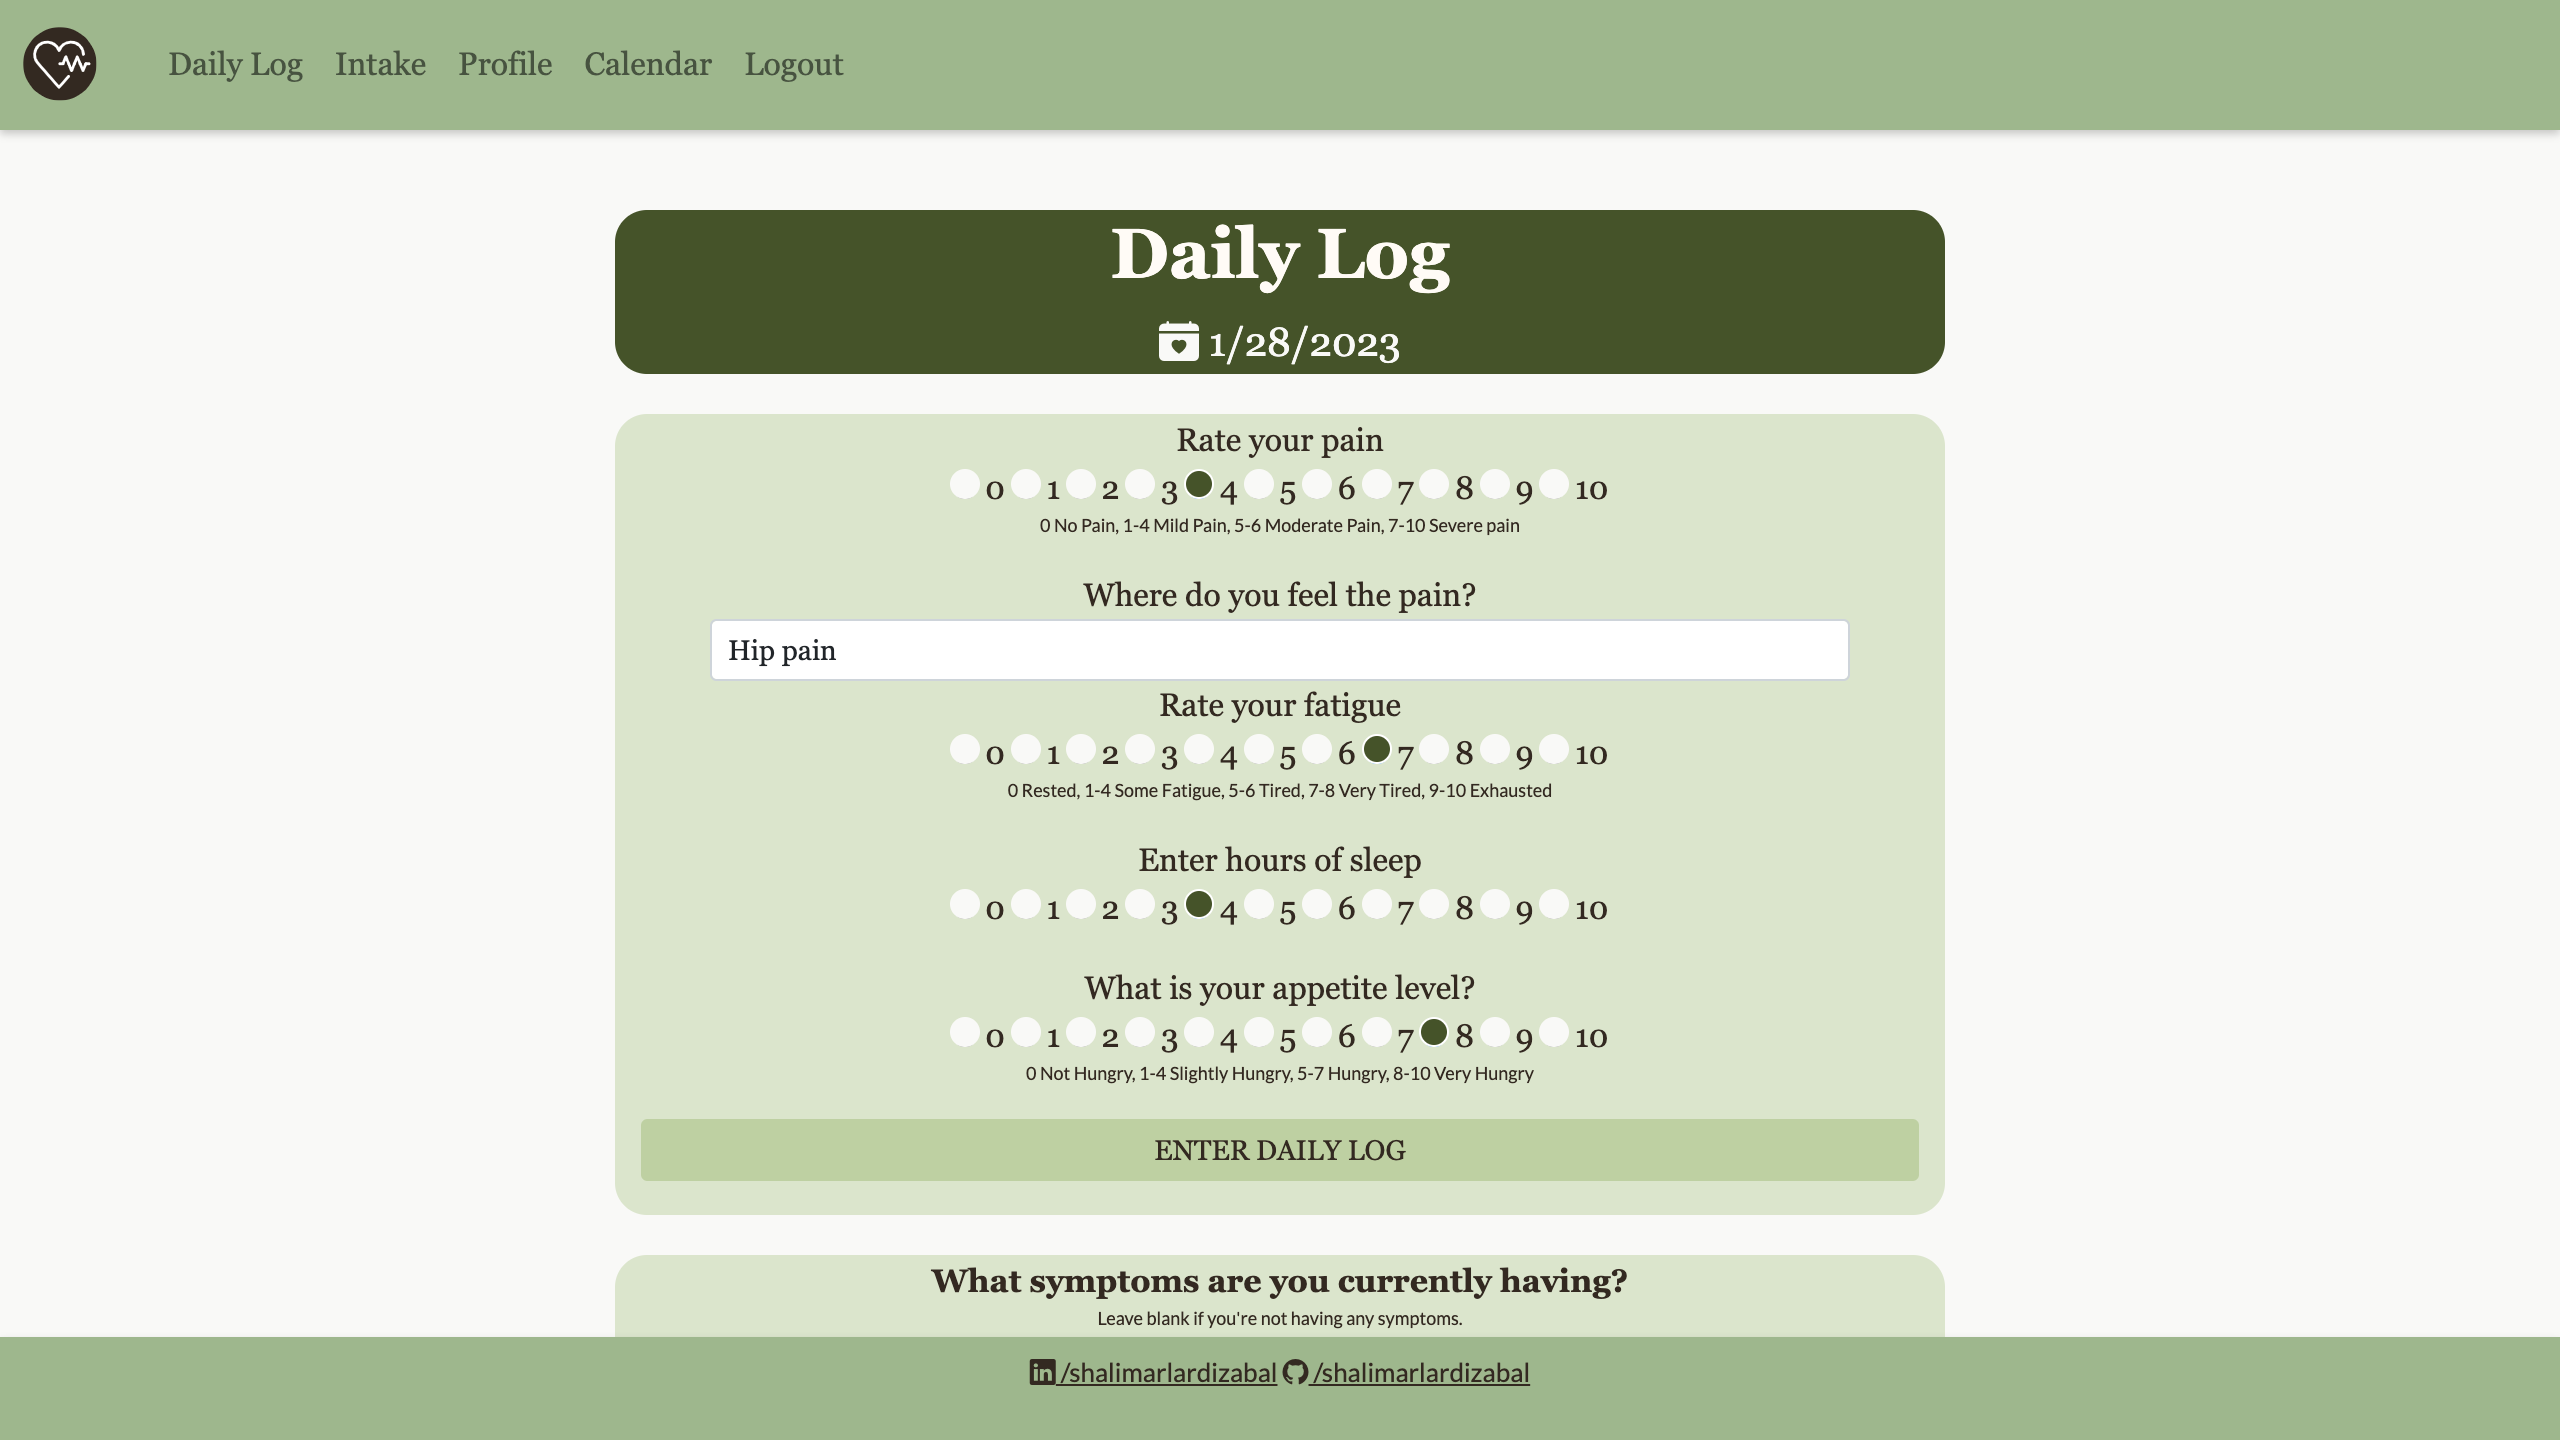 Daily Log Intake Profile Calendar Logout
Daily Log
1/28/2023
Rate your pain
0 1 2 3 4 5 6 7 8 9 10
0 No Pain, 1-4 Mild Pain, 5-6 Moderate Pain, 7-10 Severe pain
Where do you feel the pain?
Hip pain
Rate your fatigue
0 1 2 3 4 5 6 7 8 9 10
0 Rested, 1-4 Some Fatigue, 5-6 Tired, 7-8 Very Tired, 9-10 Exhausted
Enter hours of sleep
0 1 2 3 4 5 6 7 8 9 10
What is your appetite level?
0 1 2 3 4 5 6 7 8 9 10
0 Not Hungry, 1-4 Slightly Hungry, 5-7 Hungry, 8-10 Very Hungry
ENTER DAILY LOG
What symptoms are you currently having?
Leave blank if you're not having any symptoms.
/shalimarlardizabal /shalimarlardizabal